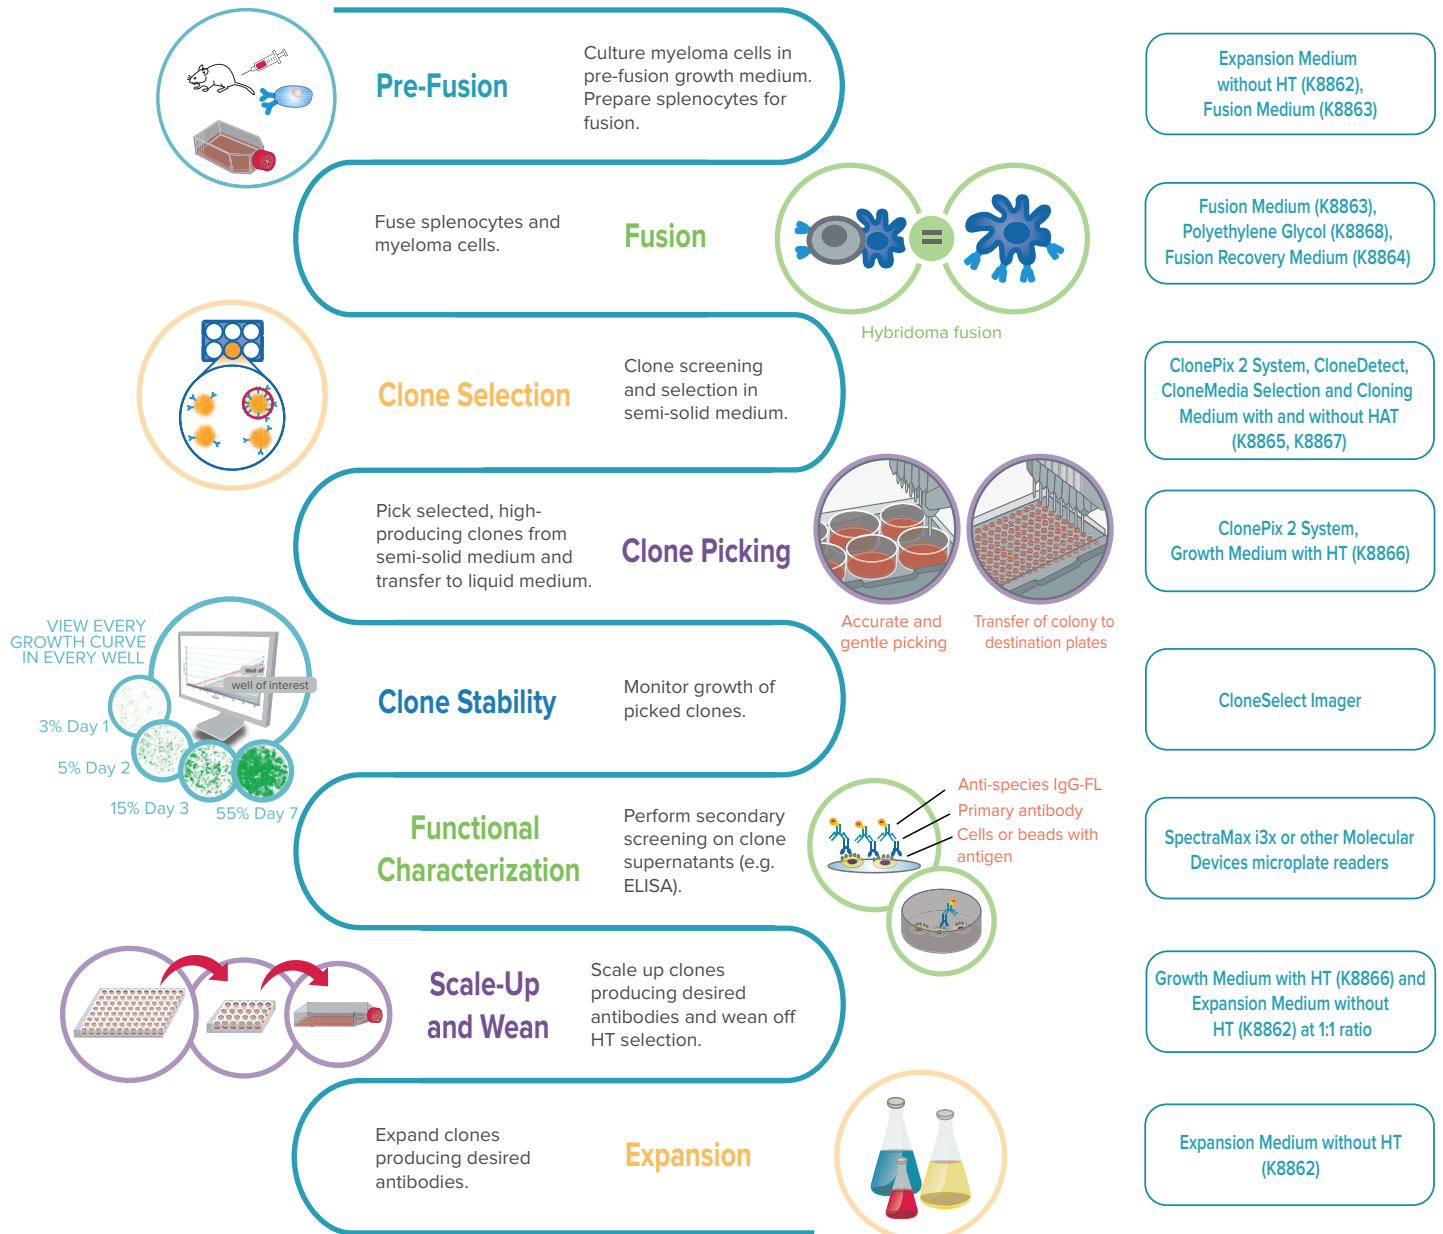 Pre-Fusion
Culture myeloma cells in
pre-fusion growth medium.
Prepare splenocytes for
fusion.
Expansion Medium
without HT (K8862),
Fusion Medium (K8863)
Fuse splenocytes and
myeloma cells.
Fusion
Hybridoma fusion
Fusion Medium (K8863),
Polyethylene Glycol (K8868),
Fusion Recovery Medium (K8864)
Clone Selection
Clone screening
and selection in
semi-solid medium.
ClonePix 2 System, CloneDetect,
CloneMedia Selection and Cloning
Medium with and without HAT
(K8865, K8867)
Pick selected, high-
producing clones from
semi-solid medium and
transfer to liquid medium.
Clone Picking
Accurate and
gentle picking
Transfer of colony to
destination plates
ClonePix 2 System,
Growth Medium with HT (K8866)
VIEW EVERY
GROWTH CURVE
IN EVERY WELL
well of interest
3% Day 1
5% Day 2
15% Day 3
55% Day 7
Clone Stability
Monitor growth of
picked clones.
CloneSelect Imager
Functional
Characterization
Perform secondary
screening on clone
supernatants (e.g.
ELISA).
Anti-species IgG-FL
Primary antibody
Cells or beads with
antigen
SpectraMax i3x or other Molecular
Devices microplate readers
Scale-Up
and Wean
Scale up clones
producing desired
antibodies and wean off
HT selection.
Growth Medium with HT (K8866) and
Expansion Medium without
HT (K8862) at 1:1 ratio
Expand clones
producing desired
antibodies.
Expansion
Expansion Medium without HT
(K8862)